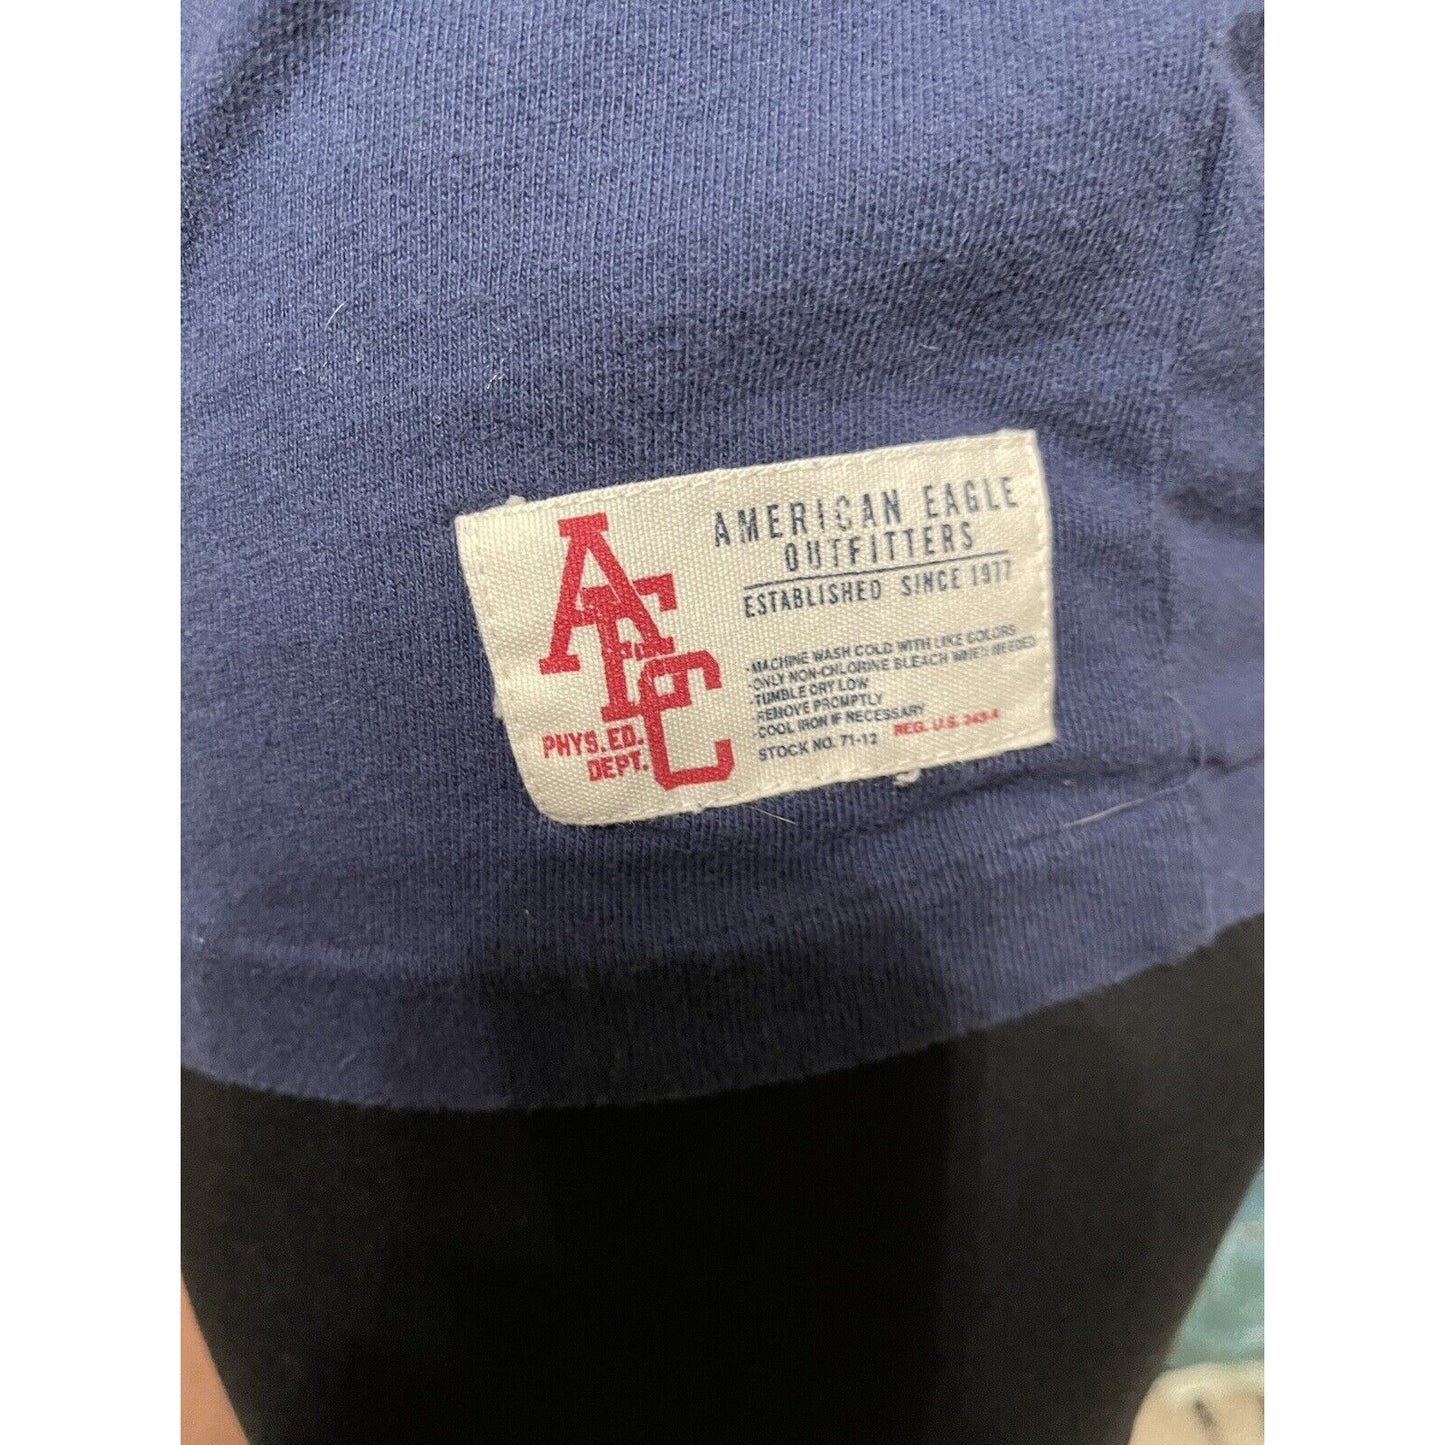 AEC
PHYS. ED.
DEPT.
AMERICAN EAGLE
OUTFITTERS
ESTABLISHED SINCE 1977
-MACHINE WASH COLD WITH LIKE COLORS
-ONLY NON-CHLORINE BLEACH WHEN NEEDED
-TUMBLE DRY LOW
-REMOVE PROMPTLY
-COOL IRON IF NECESSARY
STOCK NO. 71-12 REG. U.S.